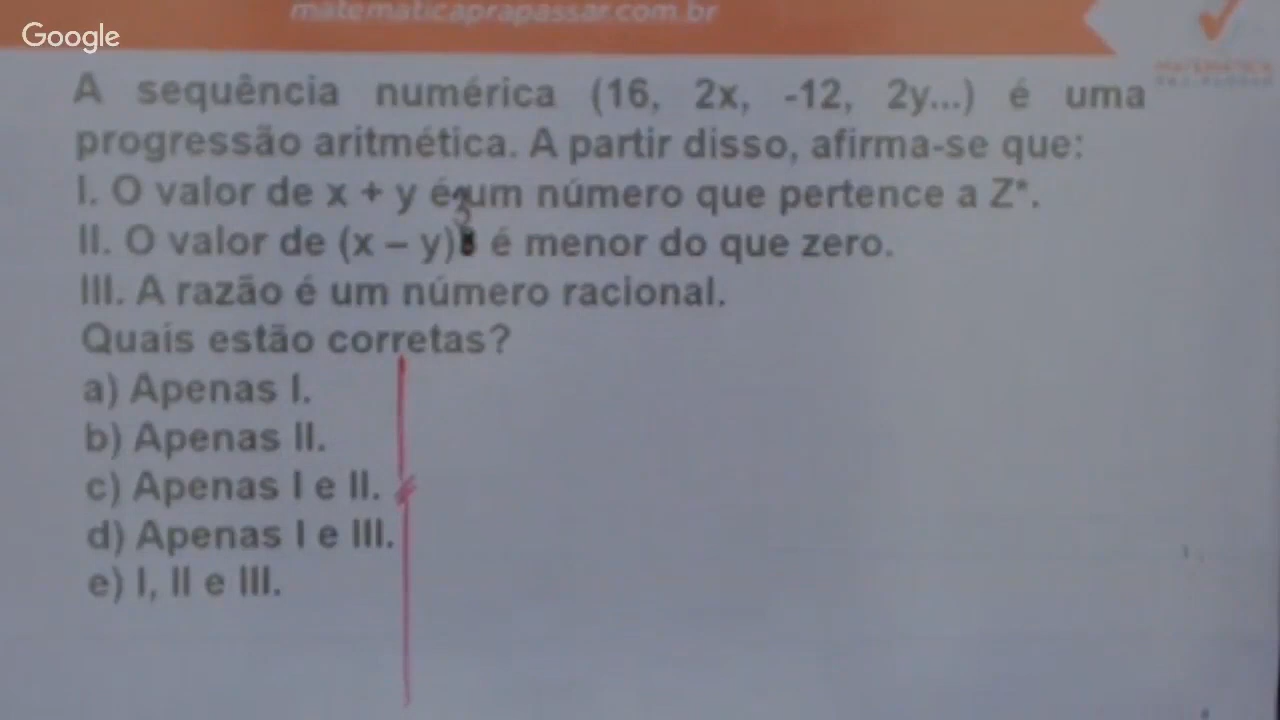 matematicaprapassar.com.br
Google
A sequência numérica (16, 2x, -12, 2y...) é uma
progressão aritmética. A partir disso, afirma-se que:
I. O valor de x + y é um número que pertence a Z*.
II. O valor de (x – y)³ é menor do que zero.
III. A razão é um número racional.
Quais estão corretas?
a) Apenas I.
b) Apenas II.
c) Apenas I e II.
d) Apenas I e III.
e) I, II e III.